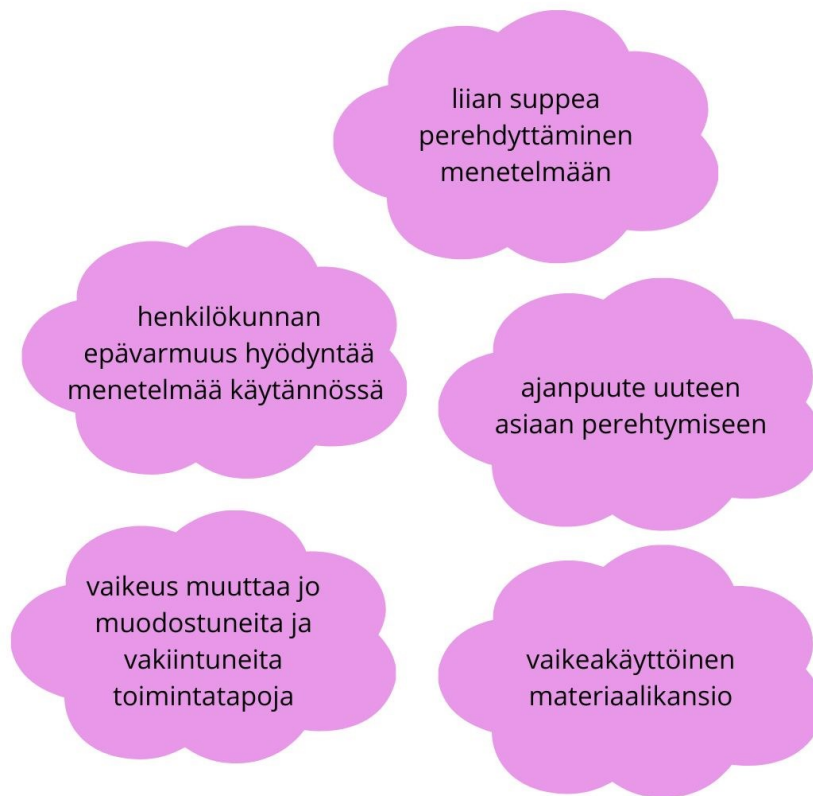 liian suppea
perehdyttäminen
menetelmään
henkilökunnan
epävarmuus hyödyntää
menetelmää käytännössä
ajanpuute uuteen
asiaan perehtymiseen
vaikeus muuttaa jo
muodostuneita ja
vakiintuneita
toimintatapoja
vaikeakäyttöinen
materiaalikansio